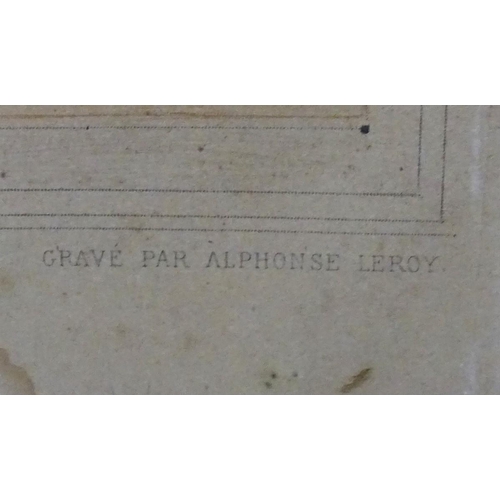 GRAVÉ PAR ALPHONSE LEROY.